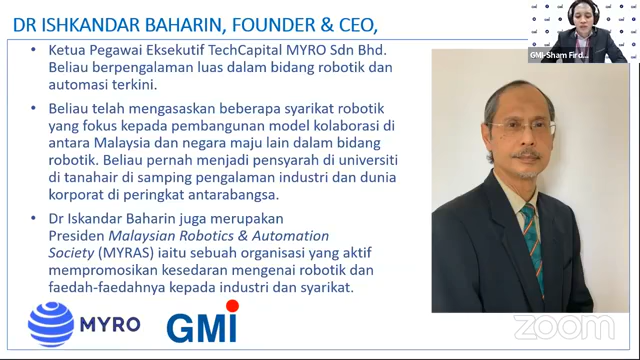 DR ISHKANDAR BAHARIN, FOUNDER & CEO,
• Ketua Pegawai Eksekutif TechCapital MYRO Sdn Bhd.
Beliau berpengalaman luas dalam bidang robotik dan
automasi terkini.
• Beliau telah mengasaskan beberapa syarikat robotik
yang fokus kepada pembangunan model kolaborasi di
antara Malaysia dan negara maju lain dalam bidang
robotik. Beliau pernah menjadi pensyarah di universiti
di tanahair di samping pengalaman industri dan dunia
korporat di peringkat antarabangsa.
• Dr Iskandar Baharin juga merupakan
Presiden Malaysian Robotics & Automation
Society (MYRAS) iaitu sebuah organisasi yang aktif
mempromosikan kesedaran mengenai robotik dan
faedah-faedahnya kepada industri dan syarikat.
MYRO
GMi
GMI-Sham Fird...
zoom